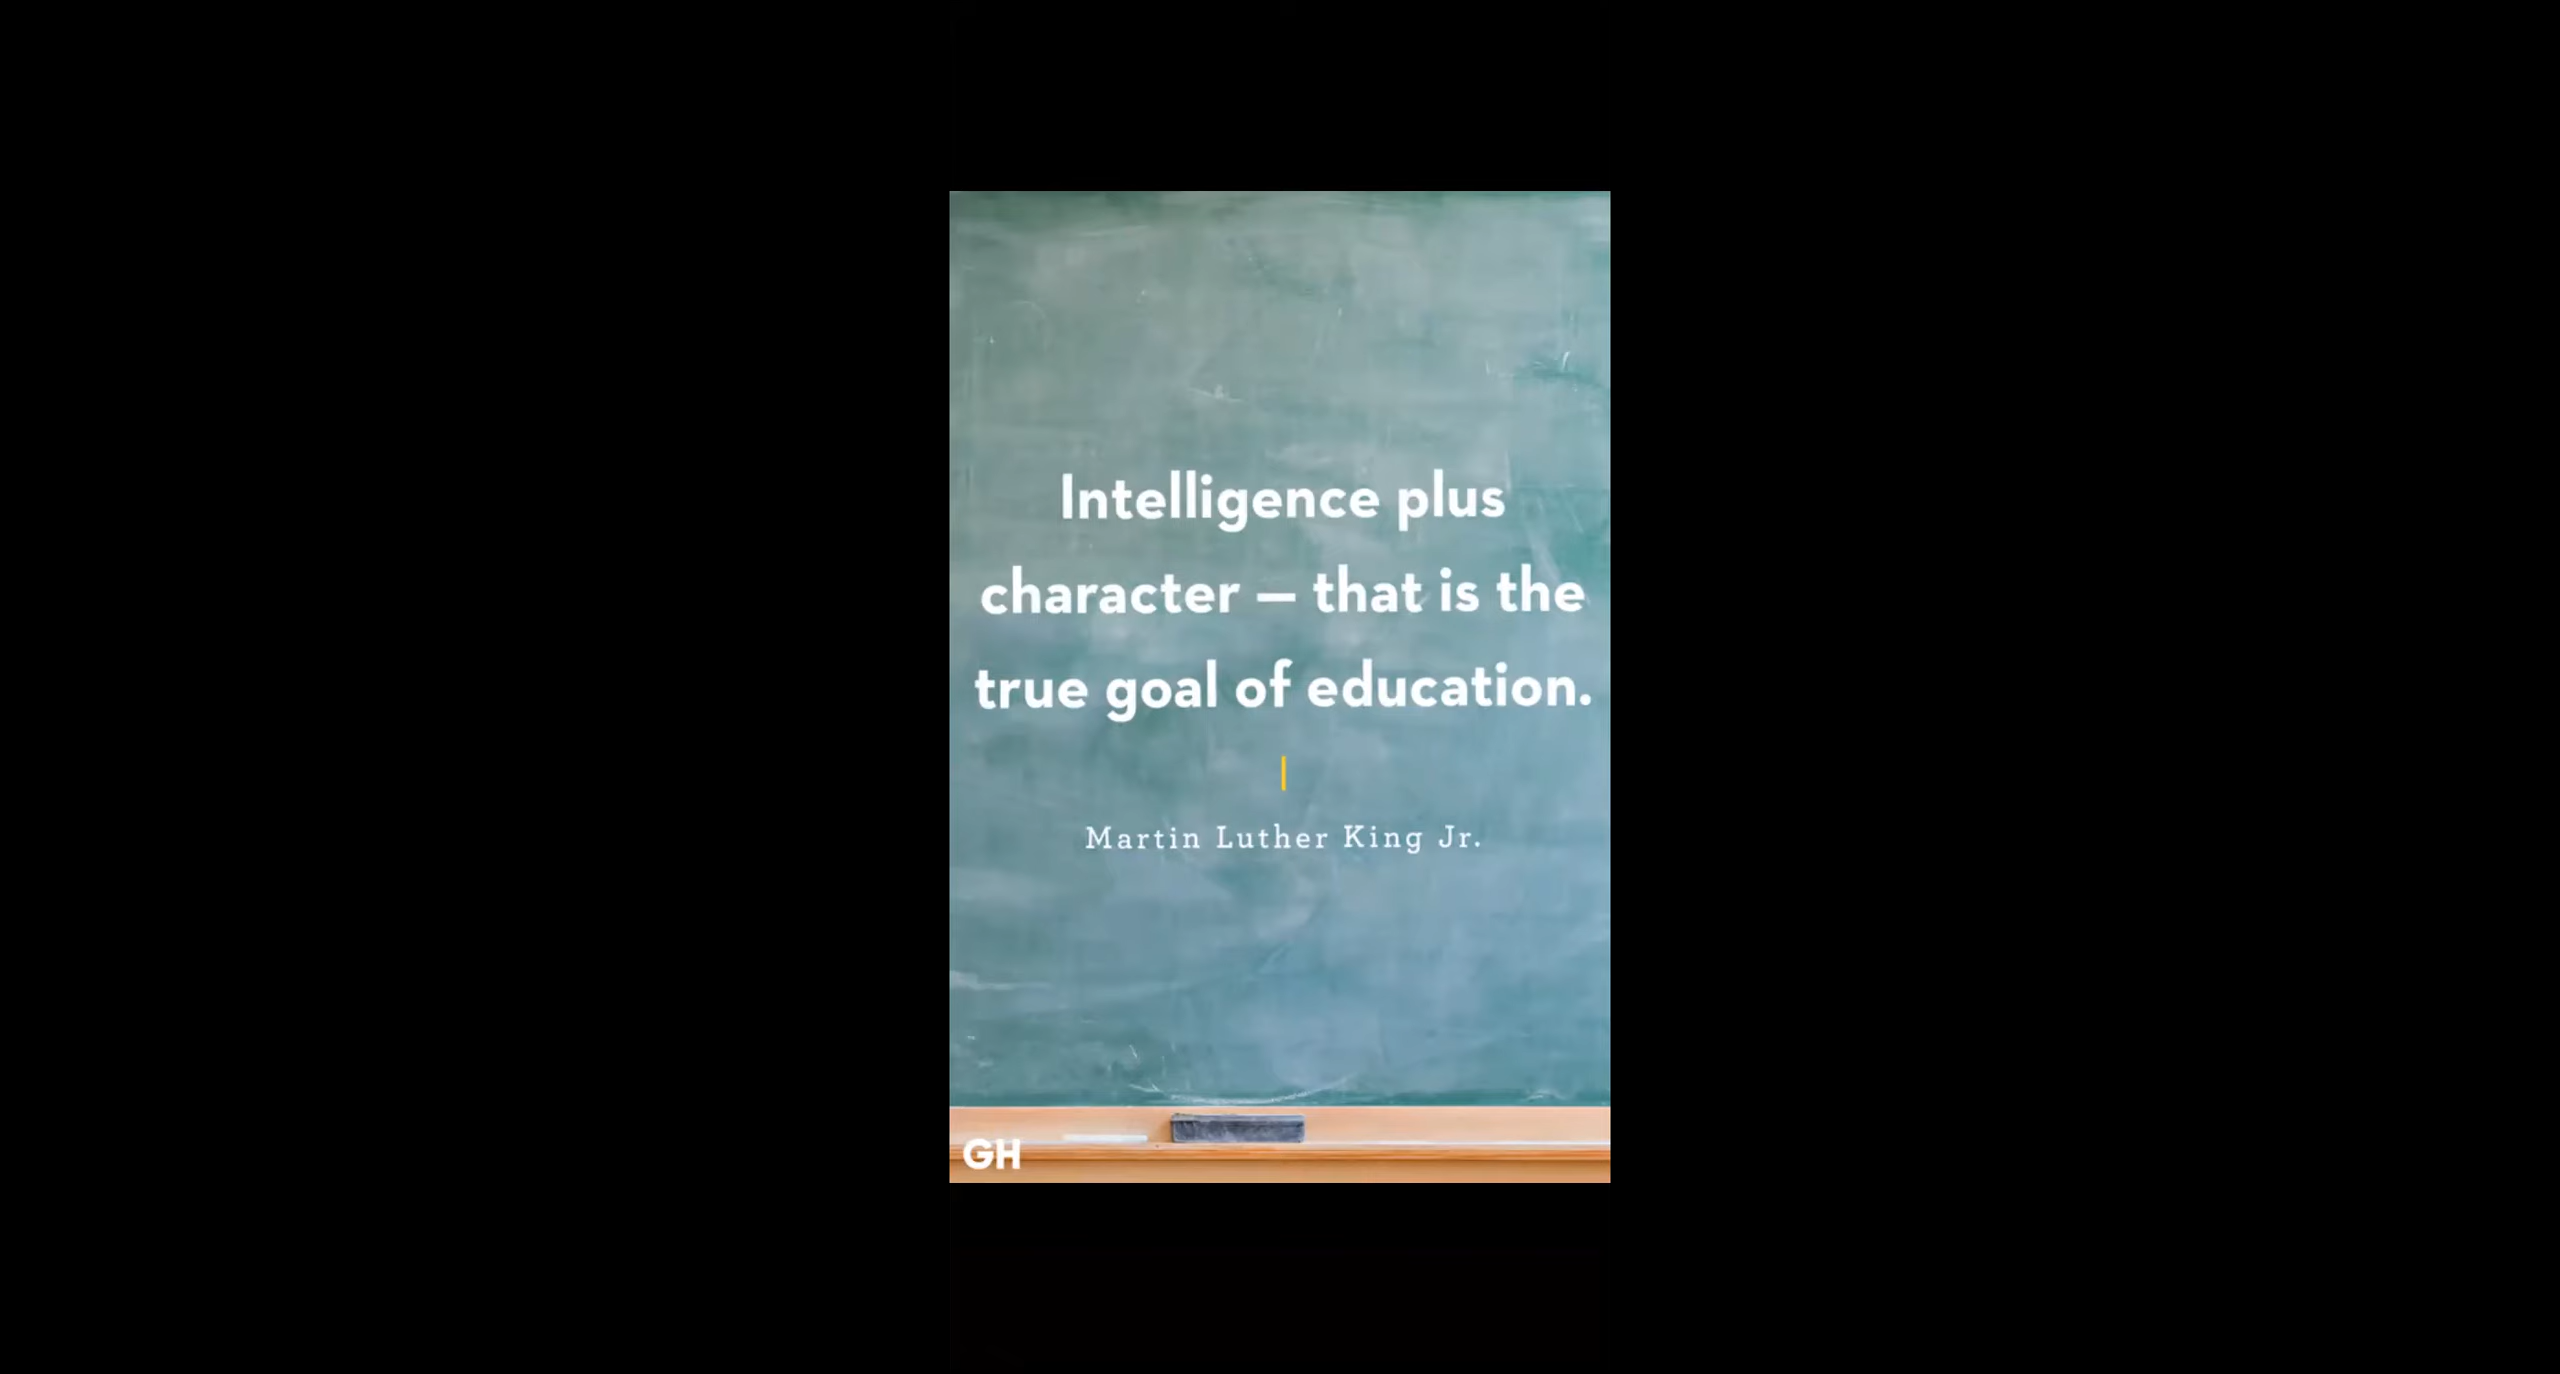 Intelligence plus
character – that is the
true goal of education.
Martin Luther King Jr.
GH